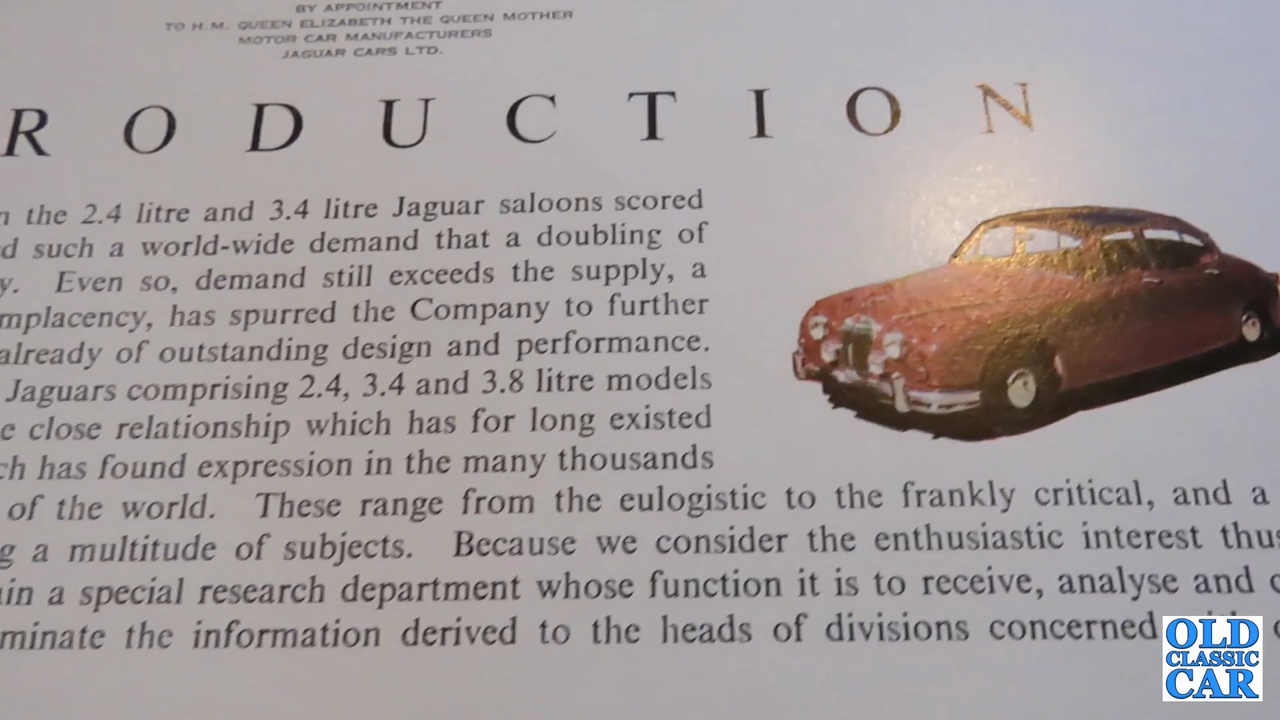 BY APPOINTMENT
TO H.M. QUEEN ELIZABETH THE QUEEN MOTHER
MOTOR CAR MANUFACTURERS
JAGUAR CARS LTD.
RODUCTION
n the 2.4 litre and 3.4 litre Jaguar saloons scored
d such a world-wide demand that a doubling of
y. Even so, demand still exceeds the supply, a
mplacency, has spurred the Company to further
already of outstanding design and performance.
Jaguars comprising 2.4, 3.4 and 3.8 litre models
e close relationship which has for long existed
ch has found expression in the many thousands
of the world. These range from the eulogistic to the frankly critical, and a
g a multitude of subjects. Because we consider the enthusiastic interest thus
in a special research department whose function it is to receive, analyse and
minate the information derived to the heads of divisions concerned
OLD
CLASSIC
CAR